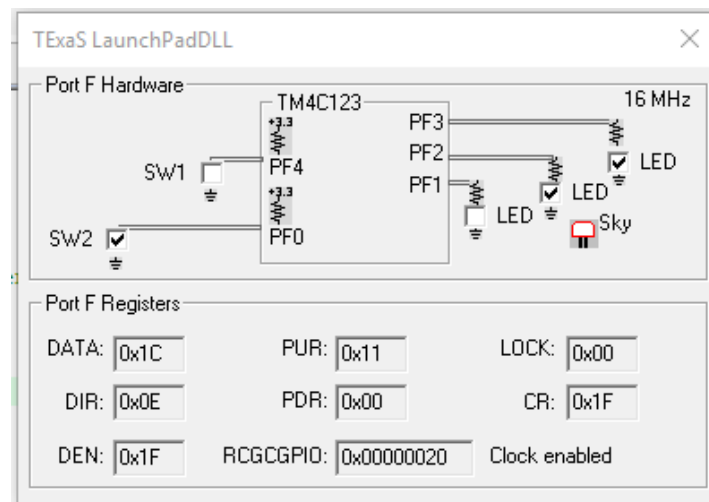 TExaS LaunchPadDLL
Port F Hardware
TM4C123
16 MHz
+3.3
PF3
PF2
PF1
SW1
PF4
LED
LED
LED
+3.3
Sky
SW2
PF0
Port F Registers
DATA: 0x1C PUR: 0x11 LOCK: 0x00
DIR: 0x0E PDR: 0x00 CR: 0x1F
DEN: 0x1F RCGCGPIO: 0x00000020 Clock enabled